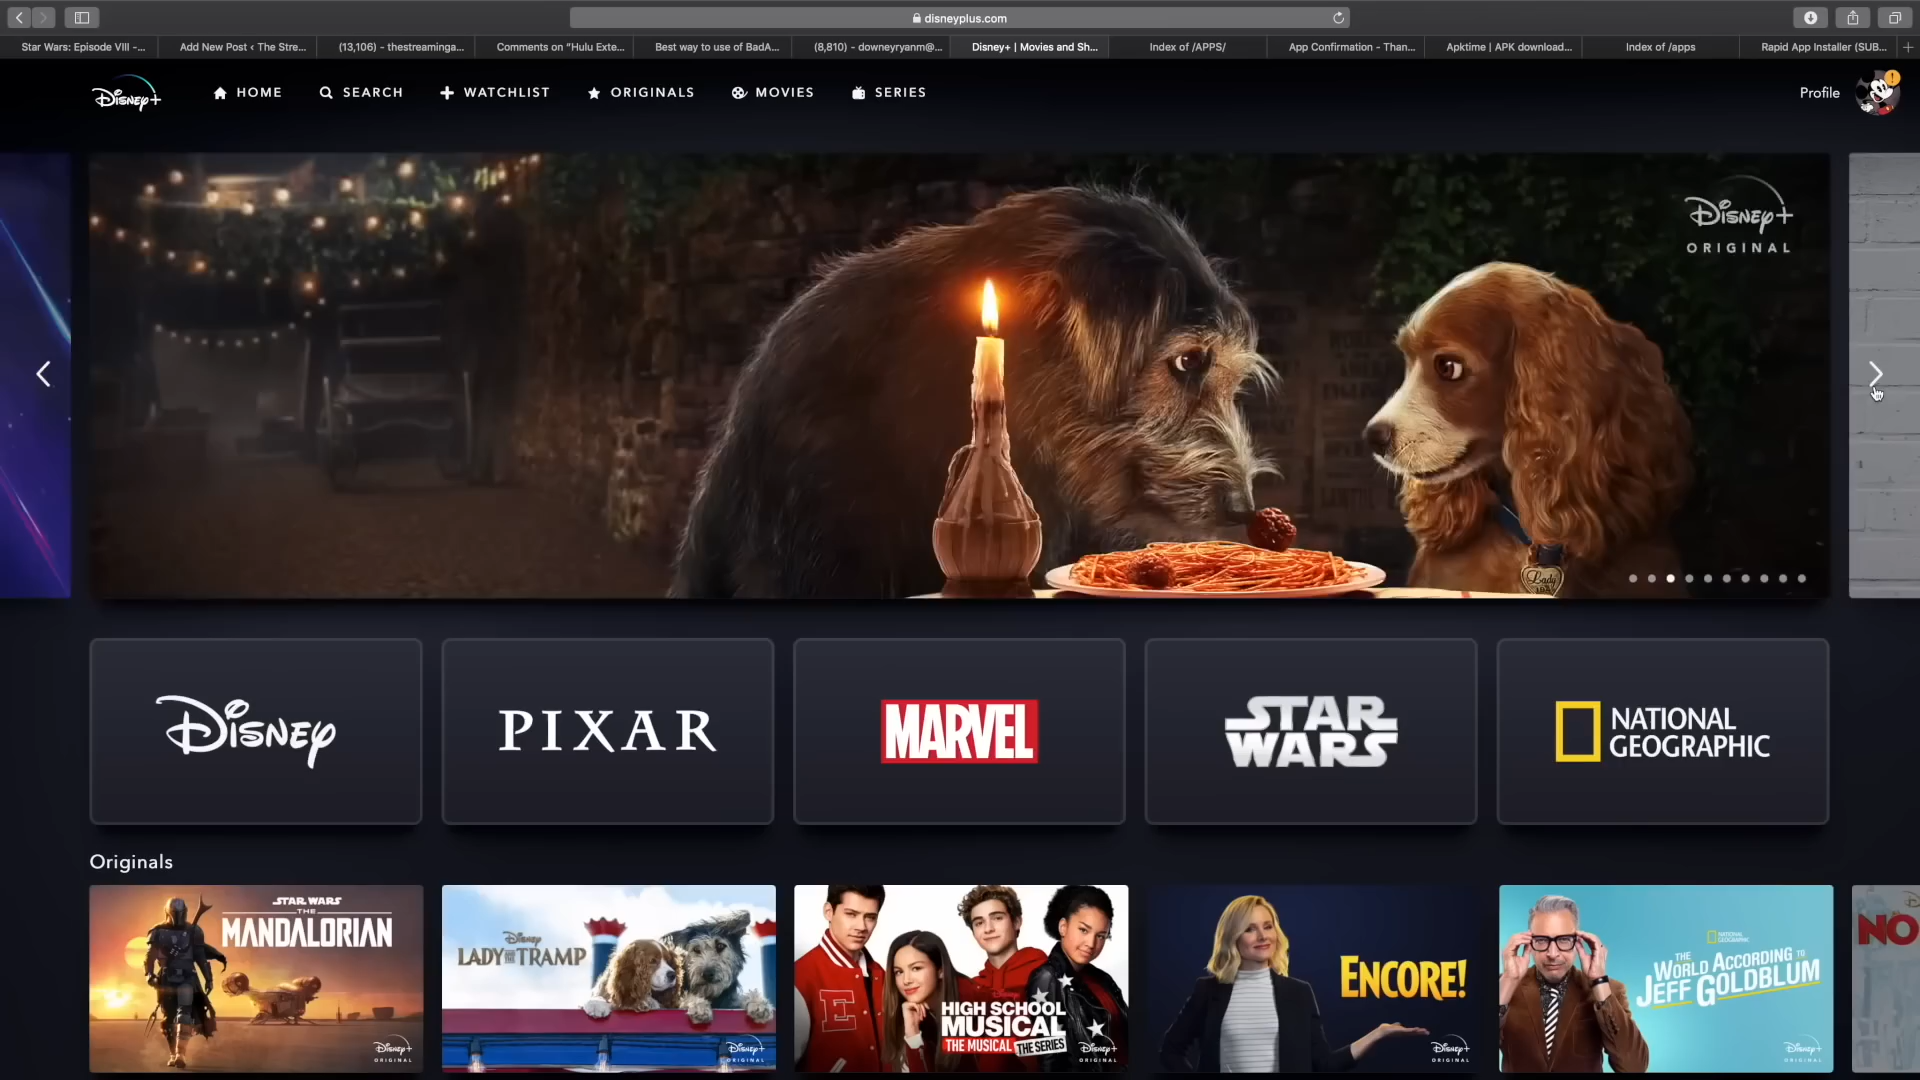 disneyplus.com
Star Wars: Episode VIII -...
Add New Post ‹ The Stre...
(13,106) - thestreaminga...
Comments on “Hulu Exte...
Best way to use of BadA...
(8,810) - downeyryanm@...
Disney+ | Movies and Sh...
Index of /APPS/
App Confirmation - Than...
Apktime | APK download...
Index of /apps
Rapid App Installer (SUB...
Disney+
HOME
SEARCH
WATCHLIST
ORIGINALS
MOVIES
SERIES
Profile
Disney+
ORIGINAL
Lady
Disney
PIXAR
MARVEL
STAR
WARS
NATIONAL
GEOGRAPHIC
Originals
STAR WARS
THE
MANDALORIAN
Disney+
ORIGINAL
Disney
LADY AND THE TRAMP
Disney+
ORIGINAL
E
HIGH SCHOOL
MUSICAL
THE MUSICAL THE SERIES
Disney+
ORIGINAL
ENCORE!
Disney+
ORIGINAL
NATIONAL
GEOGRAPHIC
THE
WORLD ACCORDING TO
JEFF GOLDBLUM
Disney+
ORIGINAL
NO